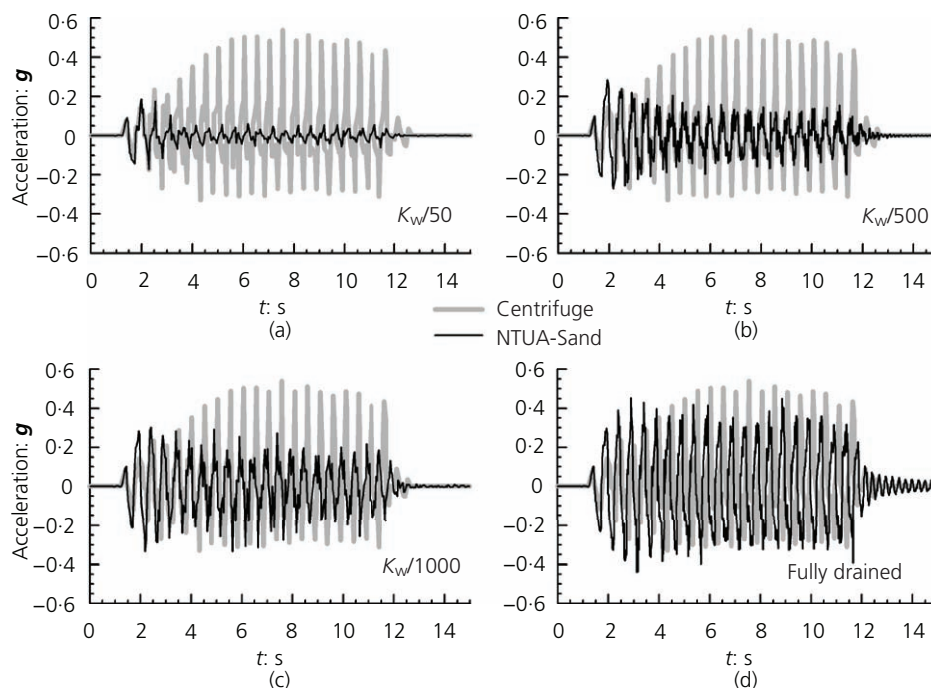 0·6
0·4
0·2
0
−0·2
−0·4
−0·6
Acceleration: g
0 2 4 6 8 10 12 14
t: s
(a)
K_w/50
0·6
0·4
0·2
0
−0·2
−0·4
−0·6
0 2 4 6 8 10 12 14
t: s
(b)
K_w/500
Centrifuge
NTUA-Sand
0·6
0·4
0·2
0
−0·2
−0·4
−0·6
Acceleration: g
0 2 4 6 8 10 12 14
t: s
(c)
K_w/1000
0·6
0·4
0·2
0
−0·2
−0·4
−0·6
0 2 4 6 8 10 12 14
t: s
(d)
Fully drained